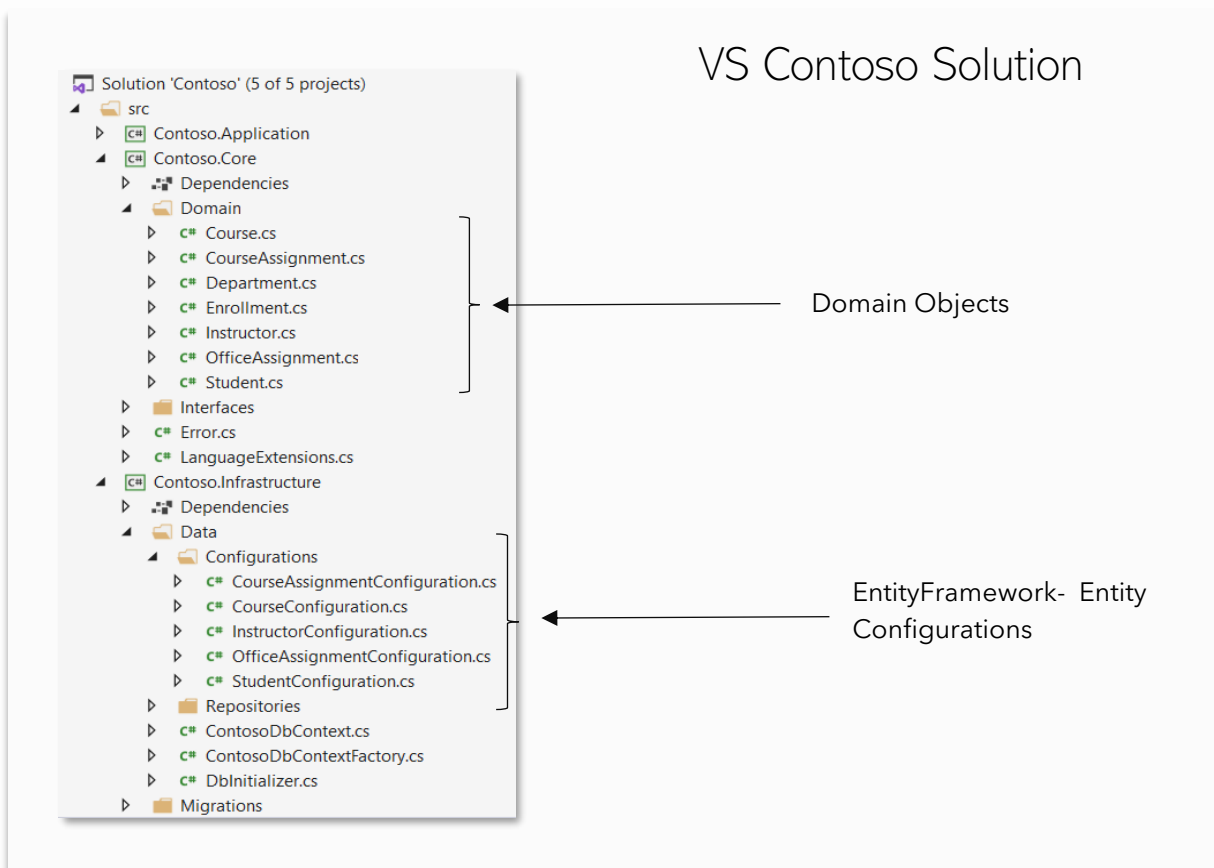 VS Contoso Solution
Solution 'Contoso' (5 of 5 projects)
src
C# Contoso.Application
C# Contoso.Core
Dependencies
Domain
C# Course.cs
C# CourseAssignment.cs
C# Department.cs
C# Enrollment.cs
C# Instructor.cs
C# OfficeAssignment.cs
C# Student.cs
Domain Objects
Interfaces
C# Error.cs
C# LanguageExtensions.cs
C# Contoso.Infrastructure
Dependencies
Data
Configurations
C# CourseAssignmentConfiguration.cs
C# CourseConfiguration.cs
C# InstructorConfiguration.cs
C# OfficeAssignmentConfiguration.cs
C# StudentConfiguration.cs
EntityFramework- Entity
Configurations
Repositories
C# ContosoDbContext.cs
C# ContosoDbContextFactory.cs
C# DbInitializer.cs
Migrations